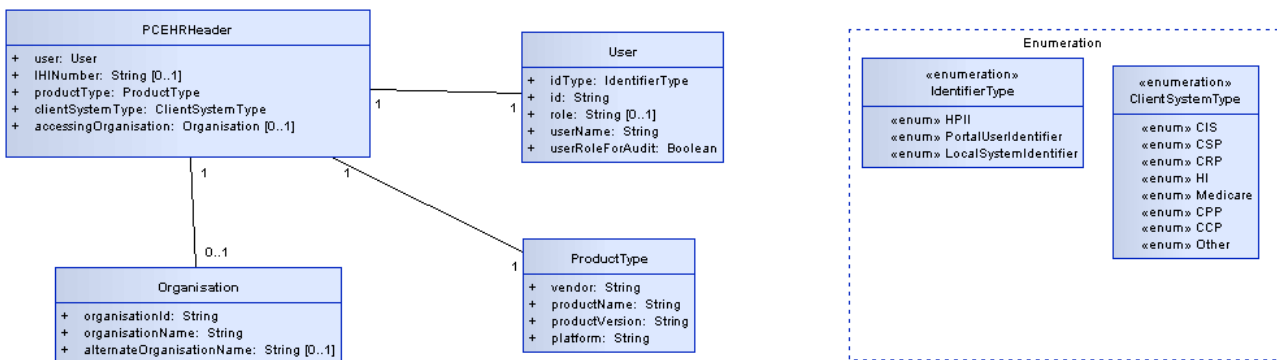 PCEHRHeader
+ user: User
+ IHINumber: String [0..1]
+ productType: ProductType
+ clientSystemType: ClientSystemType
+ accessingOrganisation: Organisation [0..1]
1
1
User
+ idType: IdentifierType
+ id: String
+ role: String [0..1]
+ userName: String
+ userRoleForAudit: Boolean
1
0..1
Organisation
+ organisationId: String
+ organisationName: String
+ alternateOrganisationName: String [0..1]
1
1
ProductType
+ vendor: String
+ productName: String
+ productVersion: String
+ platform: String
Enumeration
«enumeration»
IdentifierType
«enum» HPII
«enum» PortalUserIdentifier
«enum» LocalSystemIdentifier
«enumeration»
ClientSystemType
«enum» CIS
«enum» CSP
«enum» CRP
«enum» HI
«enum» Medicare
«enum» CPP
«enum» CCP
«enum» Other